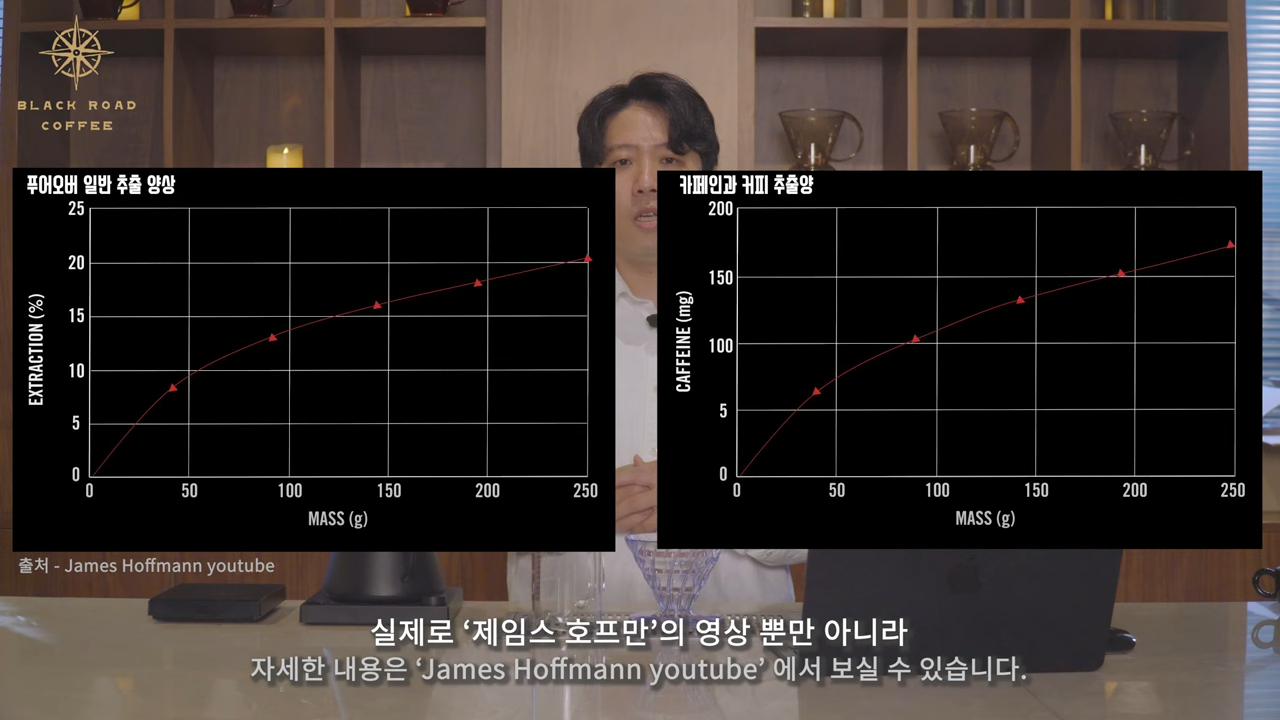 BLACK ROAD
COFFEE
푸어오버 일반 추출 양상
25
20
15
10
5
0
EXTRACTION (%)
0 50 100 150 200 250
MASS (g)
카페인과 커피 추출양
200
150
100
5
0
CAFFEINE (mg)
0 50 100 150 200 250
MASS (g)
출처 - James Hoffmann youtube
실제로 ‘제임스 호프만’의 영상 뿐만 아니라
자세한 내용은 ‘James Hoffmann youtube’ 에서 보실 수 있습니다.